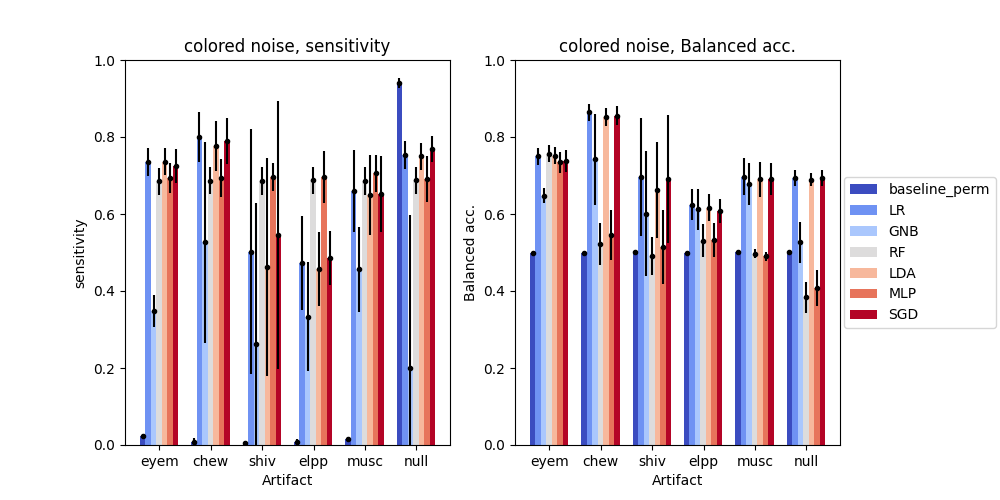 colored noise, sensitivity
1.0
0.8
0.6
0.4
0.2
0.0
sensitivity
eyem chew shiv elpp musc null
Artifact
colored noise, Balanced acc.
1.0
0.8
0.6
0.4
0.2
0.0
Balanced acc.
eyem chew shiv elpp musc null
Artifact
baseline_perm
LR
GNB
RF
LDA
MLP
SGD